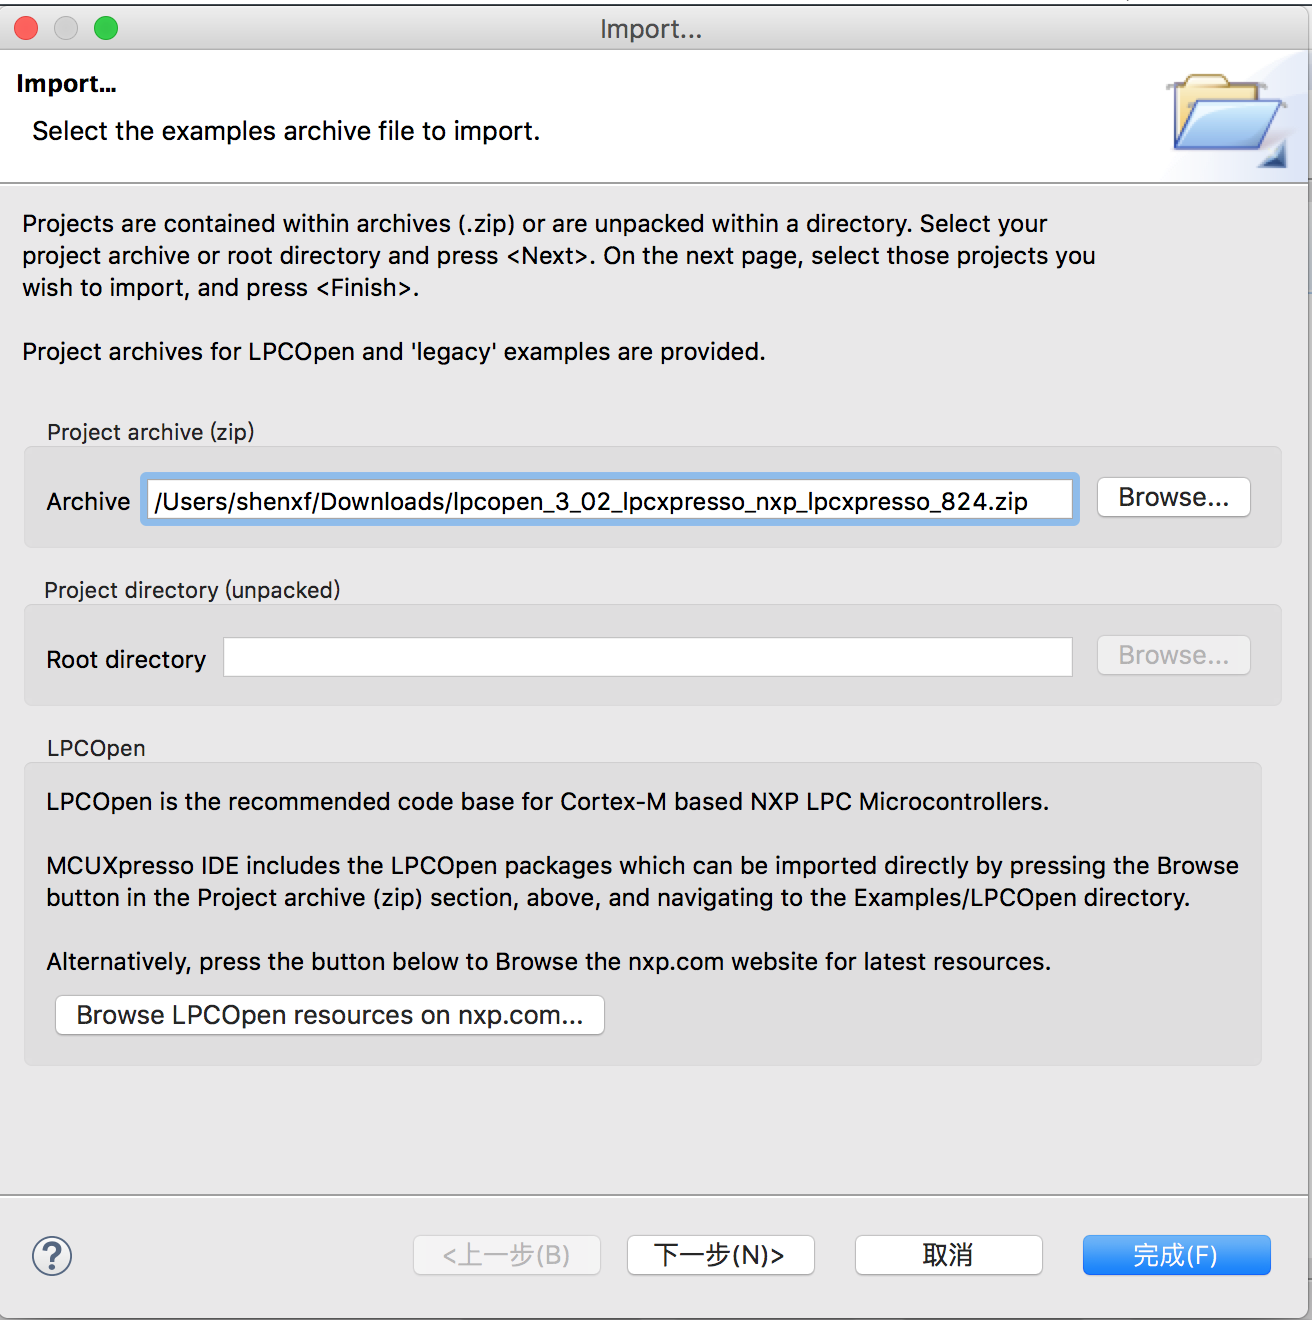 Import...
Import...
Select the examples archive file to import.
Projects are contained within archives (.zip) or are unpacked within a directory. Select your
project archive or root directory and press <Next>. On the next page, select those projects you
wish to import, and press <Finish>.
Project archives for LPCOpen and 'legacy' examples are provided.
Project archive (zip)
Archive /Users/shenxf/Downloads/lpcopen_3_02_lpcxpresso_nxp_lpcxpresso_824.zip Browse...
Project directory (unpacked)
Root directory Browse...
LPCOpen
LPCOpen is the recommended code base for Cortex-M based NXP LPC Microcontrollers.
MCUXpresso IDE includes the LPCOpen packages which can be imported directly by pressing the Browse
button in the Project archive (zip) section, above, and navigating to the Examples/LPCOpen directory.
Alternatively, press the button below to Browse the nxp.com website for latest resources.
Browse LPCOpen resources on nxp.com...
? <上一步(B) 下一步(N)> 取消 完成(F)